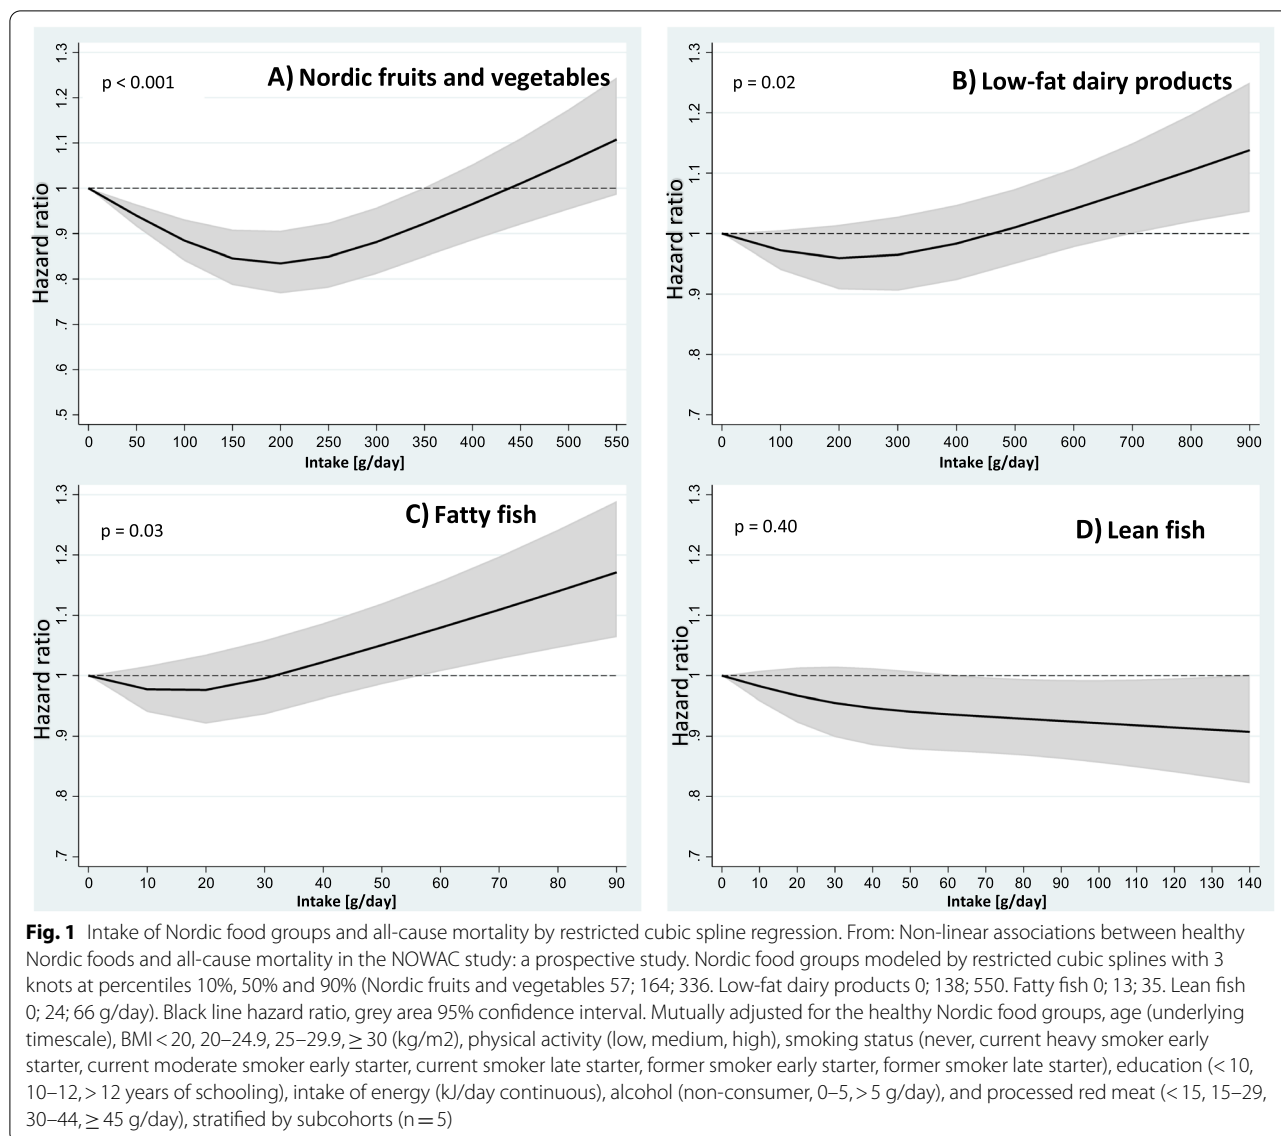 A) Nordic fruits and vegetables
p < 0.001
Hazard ratio
1.3
1.2
1.1
1
.9
.8
.7
.6
.5
0 50 100 150 200 250 300 350 400 450 500 550
Intake [g/day]
B) Low-fat dairy products
p = 0.02
Hazard ratio
1.3
1.2
1.1
1
.9
.8
.7
0 100 200 300 400 500 600 700 800 900
Intake [g/day]
C) Fatty fish
p = 0.03
Hazard ratio
1.3
1.2
1.1
1
.9
.8
.7
0 10 20 30 40 50 60 70 80 90
Intake [g/day]
D) Lean fish
p = 0.40
Hazard ratio
1.3
1.2
1.1
1
.9
.8
.7
0 10 20 30 40 50 60 70 80 90 100 110 120 130 140
Intake [g/day]
Fig. 1 Intake of Nordic food groups and all-cause mortality by restricted cubic spline regression. From: Non-linear associations between healthy
Nordic foods and all-cause mortality in the NOWAC study: a prospective study. Nordic food groups modeled by restricted cubic splines with 3
knots at percentiles 10%, 50% and 90% (Nordic fruits and vegetables 57; 164; 336. Low-fat dairy products 0; 138; 550. Fatty fish 0; 13; 35. Lean fish
0; 24; 66 g/day). Black line hazard ratio, grey area 95% confidence interval. Mutually adjusted for the healthy Nordic food groups, age (underlying
timescale), BMI < 20, 20–24.9, 25–29.9, ≥ 30 (kg/m2), physical activity (low, medium, high), smoking status (never, current heavy smoker early
starter, current moderate smoker early starter, current smoker late starter, former smoker early starter, former smoker late starter), education (< 10,
10–12, > 12 years of schooling), intake of energy (kJ/day continuous), alcohol (non-consumer, 0–5, > 5 g/day), and processed red meat (< 15, 15–29,
30–44, ≥ 45 g/day), stratified by subcohorts (n = 5)